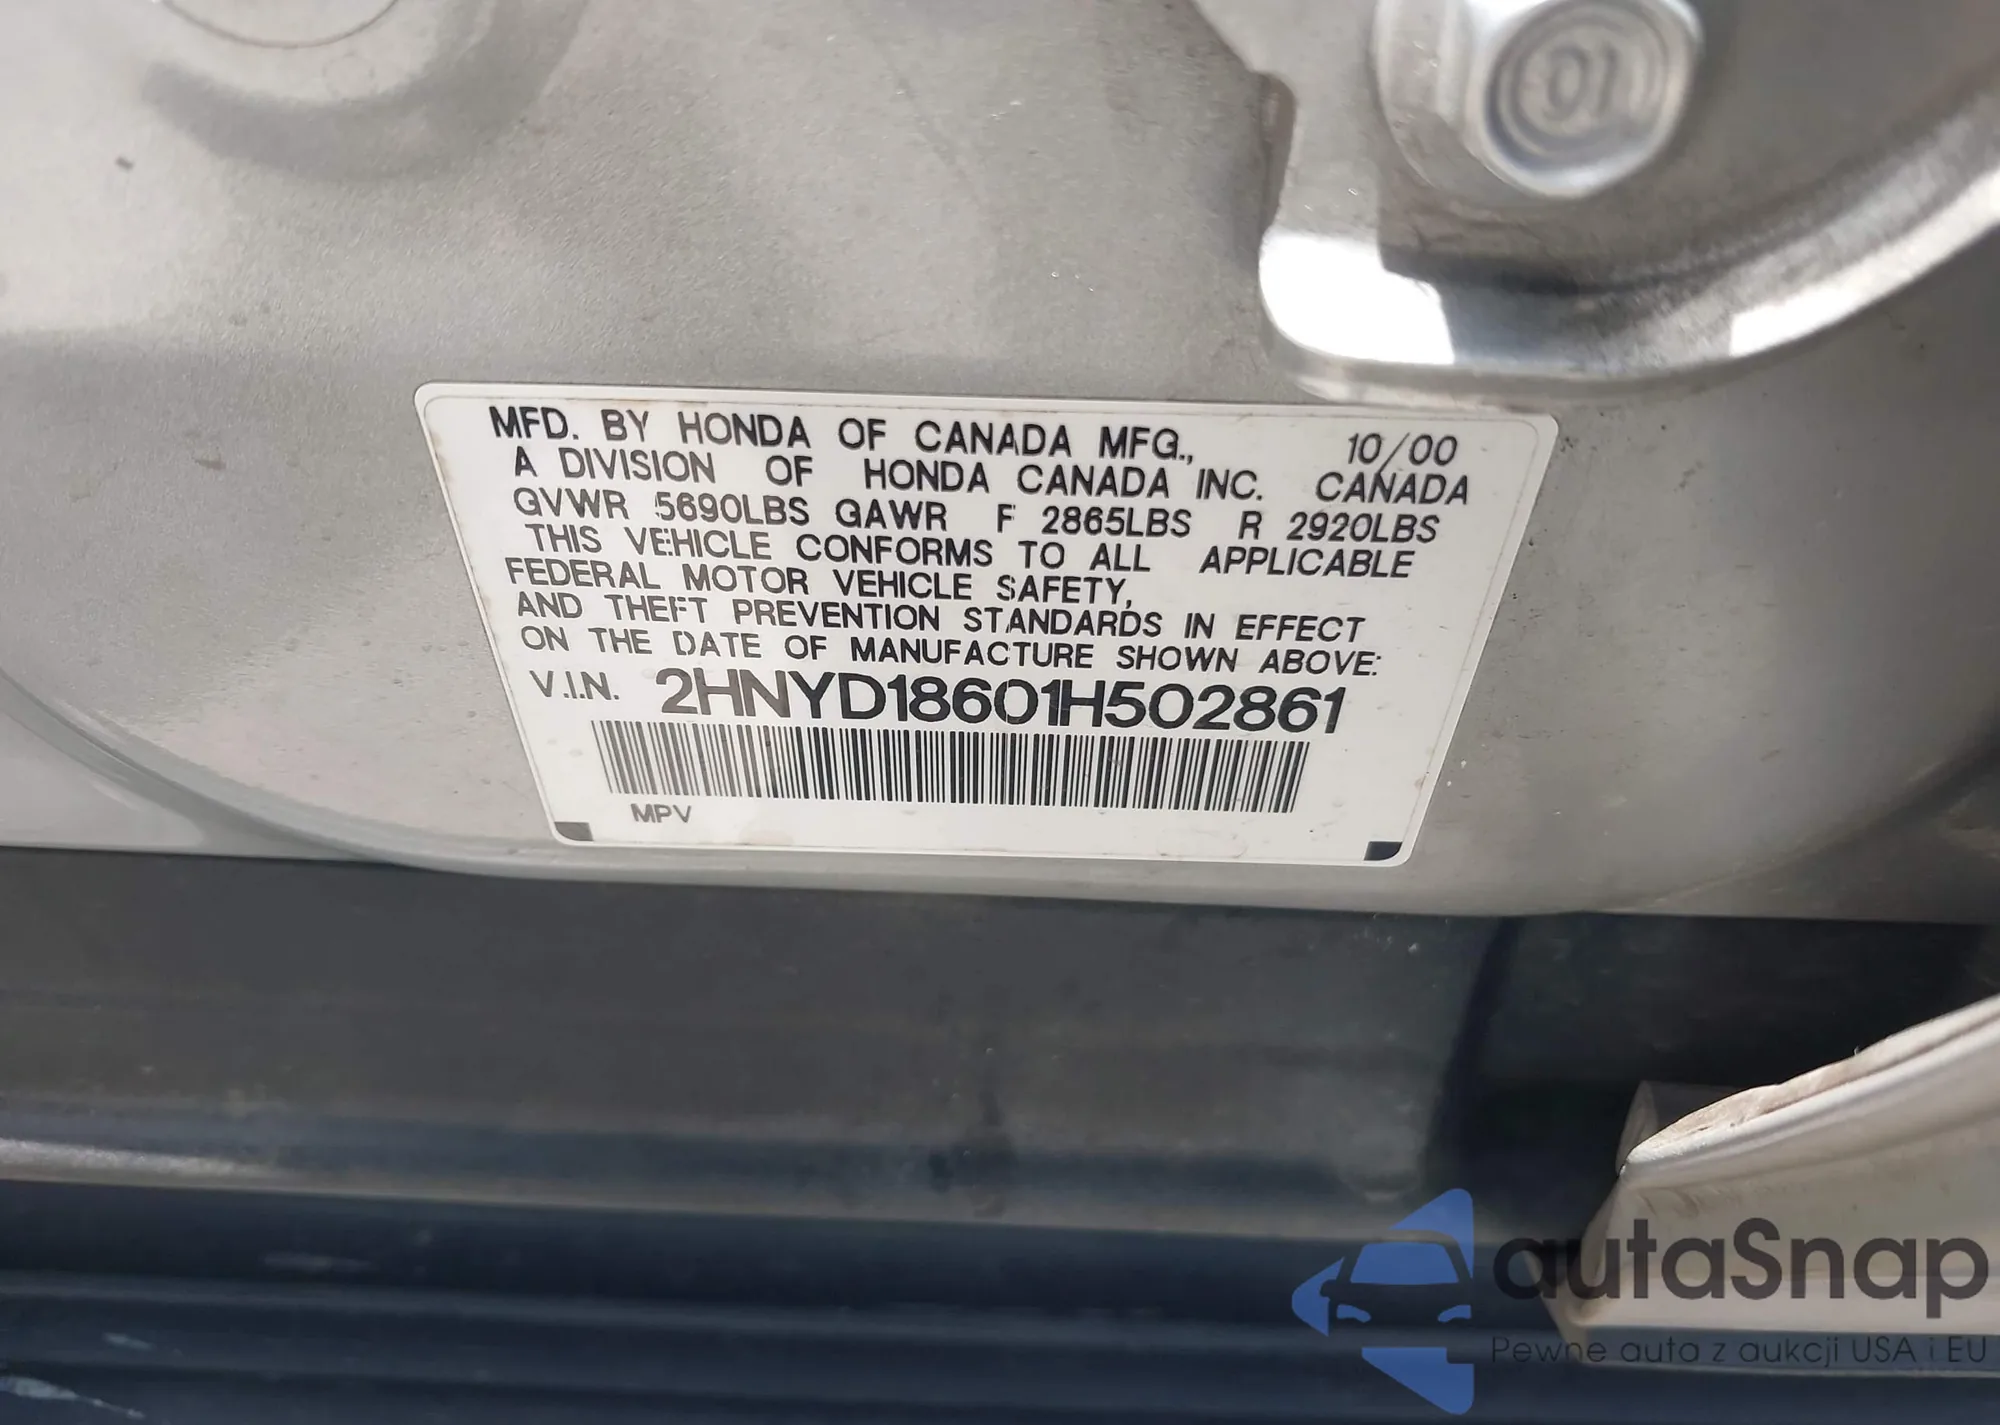 10
MFD. BY HONDA OF CANADA MFG., 10/00
A DIVISION OF HONDA CANADA INC. CANADA
GVWR 5690LBS GAWR F 2865LBS R 2920LBS
THIS VEHICLE CONFORMS TO ALL APPLICABLE
FEDERAL MOTOR VEHICLE SAFETY,
AND THEFT PREVENTION STANDARDS IN EFFECT
ON THE DATE OF MANUFACTURE SHOWN ABOVE:
V.I.N. 2HNYD18601H502861
MPV
autaSnap
Pewne auta z aukcji USA i EU